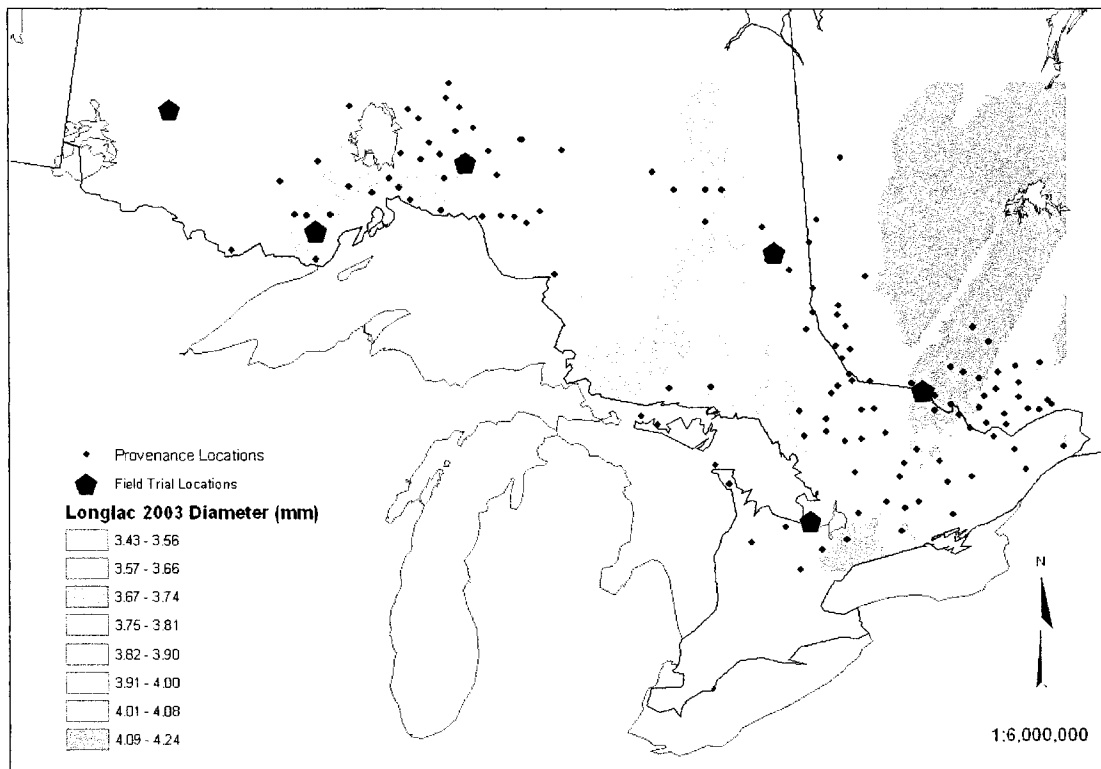 Provenance Locations
Field Trial Locations
Longlac 2003 Diameter (mm)
3.43 - 3.56
3.57 - 3.66
3.67 - 3.74
3.75 - 3.81
3.82 - 3.90
3.91 - 4.00
4.01 - 4.08
4.09 - 4.24
N
1:6,000,000